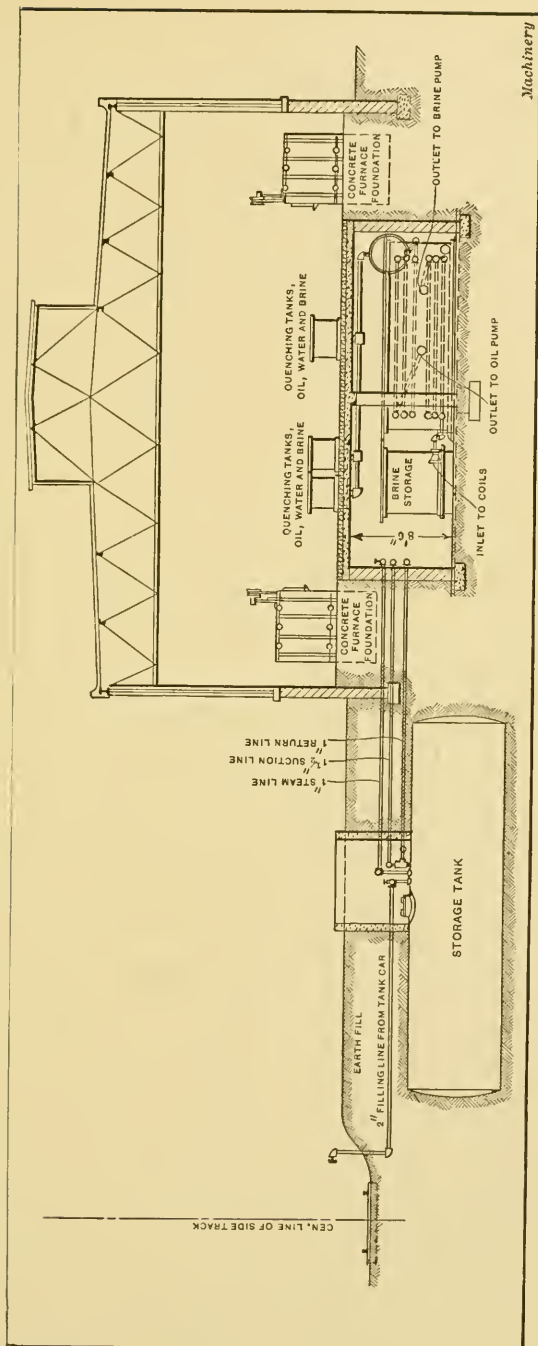 QUENCHING TANKS,
OIL, WATER AND BRINE
QUENCHING TANKS,
OIL, WATER AND BRINE
CONCRETE
FURNACE
FOUNDATION
CONCRETE
FURNACE
FOUNDATION
1" STEAM LINE
1½" SUCTION LINE
1" RETURN LINE
8'6"
BRINE
STORAGE
INLET TO COILS
OUTLET TO OIL PUMP
OUTLET TO BRINE PUMP
CEN. LINE OF SIDE TRACK
EARTH FILL
2" FILLING LINE FROM TANK CAR
STORAGE TANK
Machinery